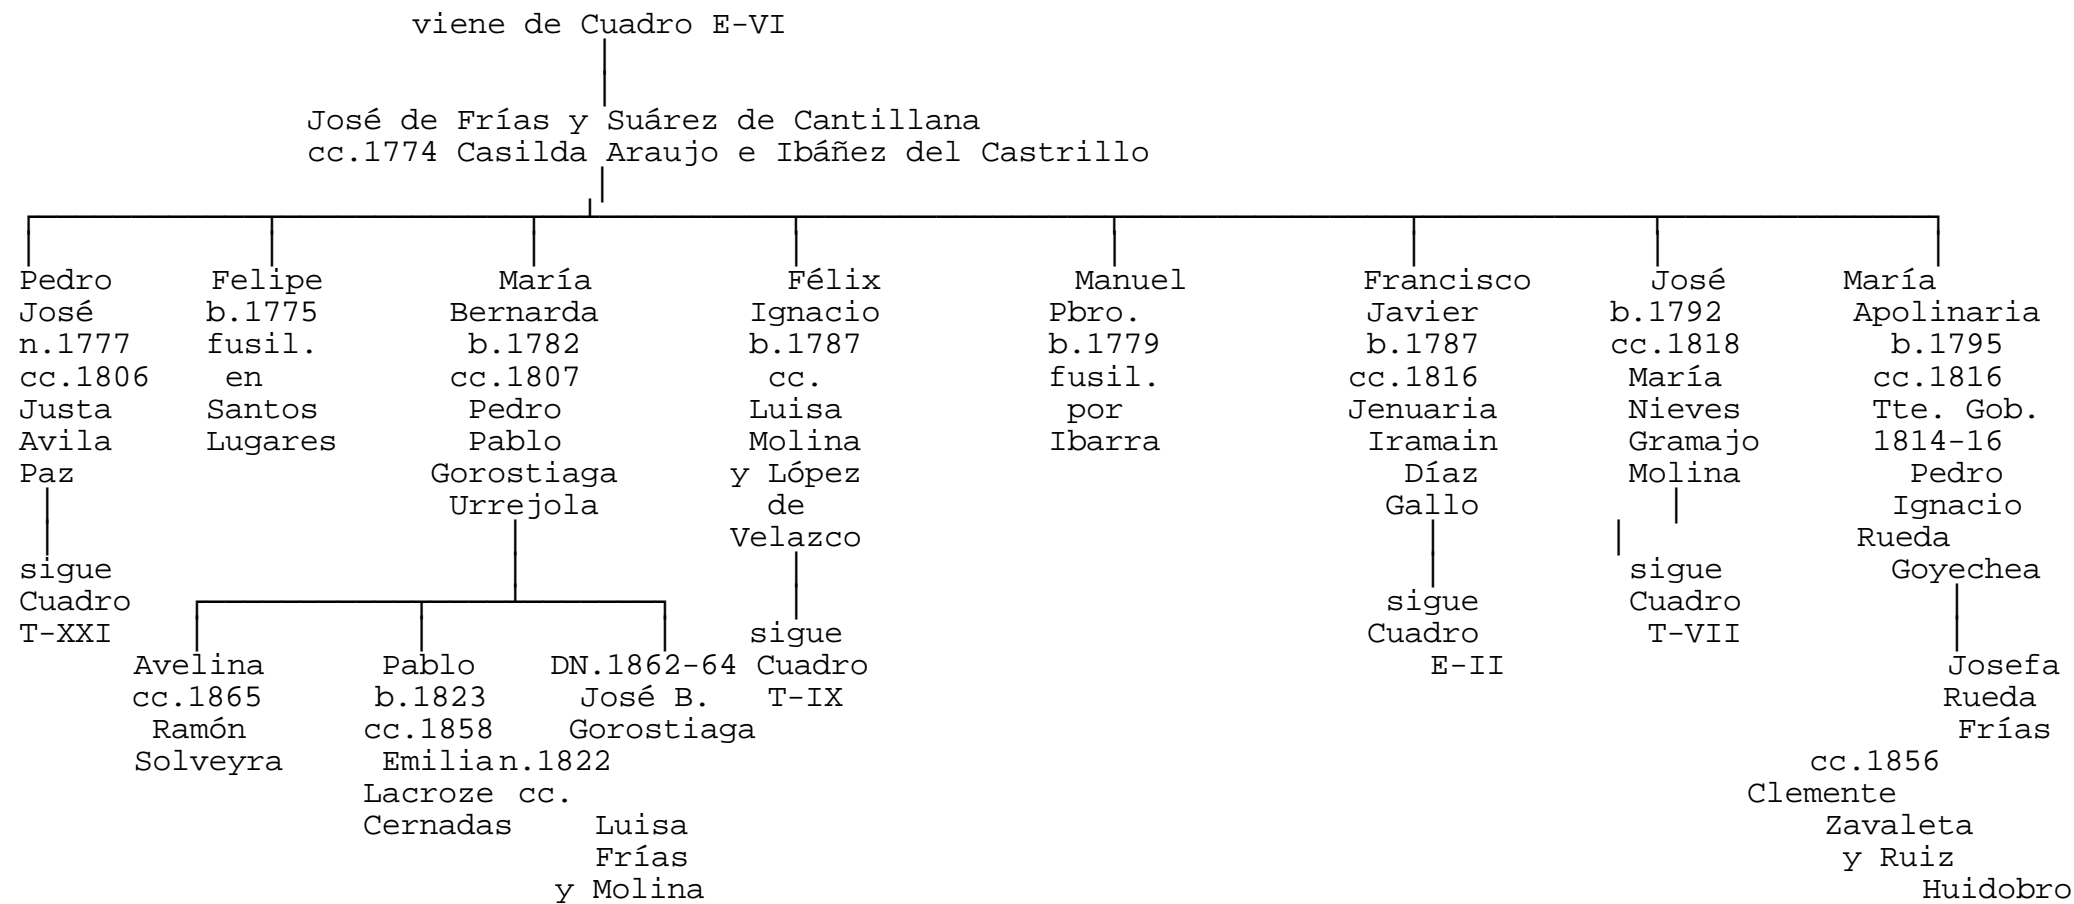 viene de Cuadro E-VI
José de Frías y Suárez de Cantillana
cc.1774 Casilda Araujo e Ibáñez del Castrillo
Pedro
José
n.1777
cc.1806
Justa
Avila
Paz
sigue
Cuadro
T-XXI
Felipe
b.1775
fusil.
en
Santos
Lugares
María
Bernarda
b.1782
cc.1807
Pedro
Pablo
Gorostiaga
Urrejola
Avelina
cc.1865
Ramón
Solveyra
Pablo
b.1823
cc.1858
Emilia
Lacroze
Cernadas
DN.1862-64
José B.
Gorostiaga
n.1822
cc.
Luisa
Frías
y Molina
Félix
Ignacio
b.1787
cc.
Luisa
Molina
y López
de
Velazco
sigue
Cuadro
T-IX
Manuel
Pbro.
b.1779
fusil.
por
Ibarra
Francisco
Javier
b.1787
cc.1816
Jenuaria
Iramain
Díaz
Gallo
sigue
Cuadro
E-II
José
b.1792
cc.1818
María
Nieves
Gramajo
Molina
sigue
Cuadro
T-VII
María
Apolinaria
b.1795
cc.1816
Tte. Gob.
1814-16
Pedro
Ignacio
Rueda
Goyechea
Josefa
Rueda
Frías
cc.1856
Clemente
Zavaleta
y Ruiz
Huidobro